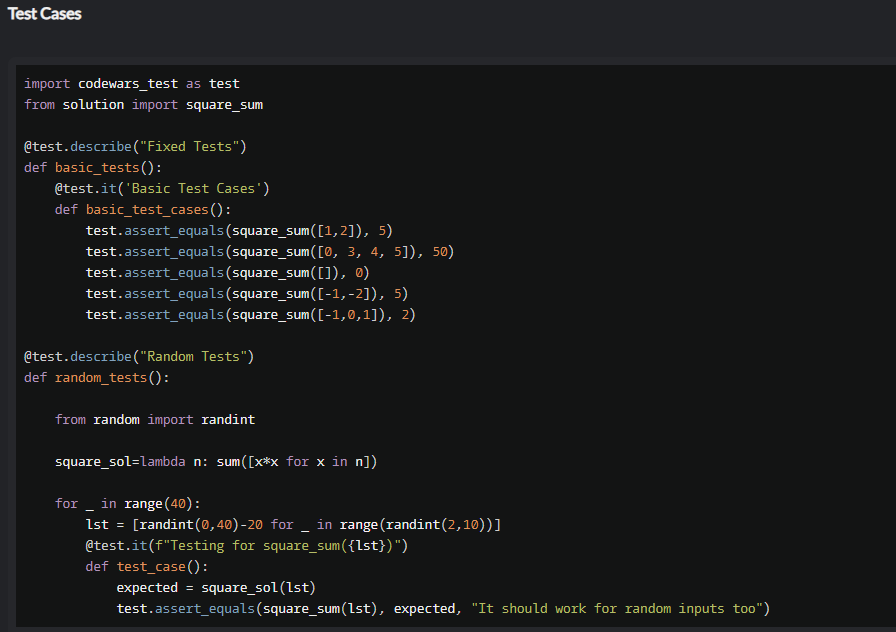 Test Cases
import codewars_test as test
from solution import square_sum
@test.describe("Fixed Tests")
def basic_tests():
    @test.it('Basic Test Cases')
    def basic_test_cases():
        test.assert_equals(square_sum([1,2]), 5)
        test.assert_equals(square_sum([0, 3, 4, 5]), 50)
        test.assert_equals(square_sum([]), 0)
        test.assert_equals(square_sum([-1,-2]), 5)
        test.assert_equals(square_sum([-1,0,1]), 2)
@test.describe("Random Tests")
def random_tests():
    from random import randint
    square_sol=lambda n: sum([x*x for x in n])
    for _ in range(40):
        lst = [randint(0,40)-20 for _ in range(randint(2,10))]
        @test.it(f"Testing for square_sum({lst})")
        def test_case():
            expected = square_sol(lst)
            test.assert_equals(square_sum(lst), expected, "It should work for random inputs too")